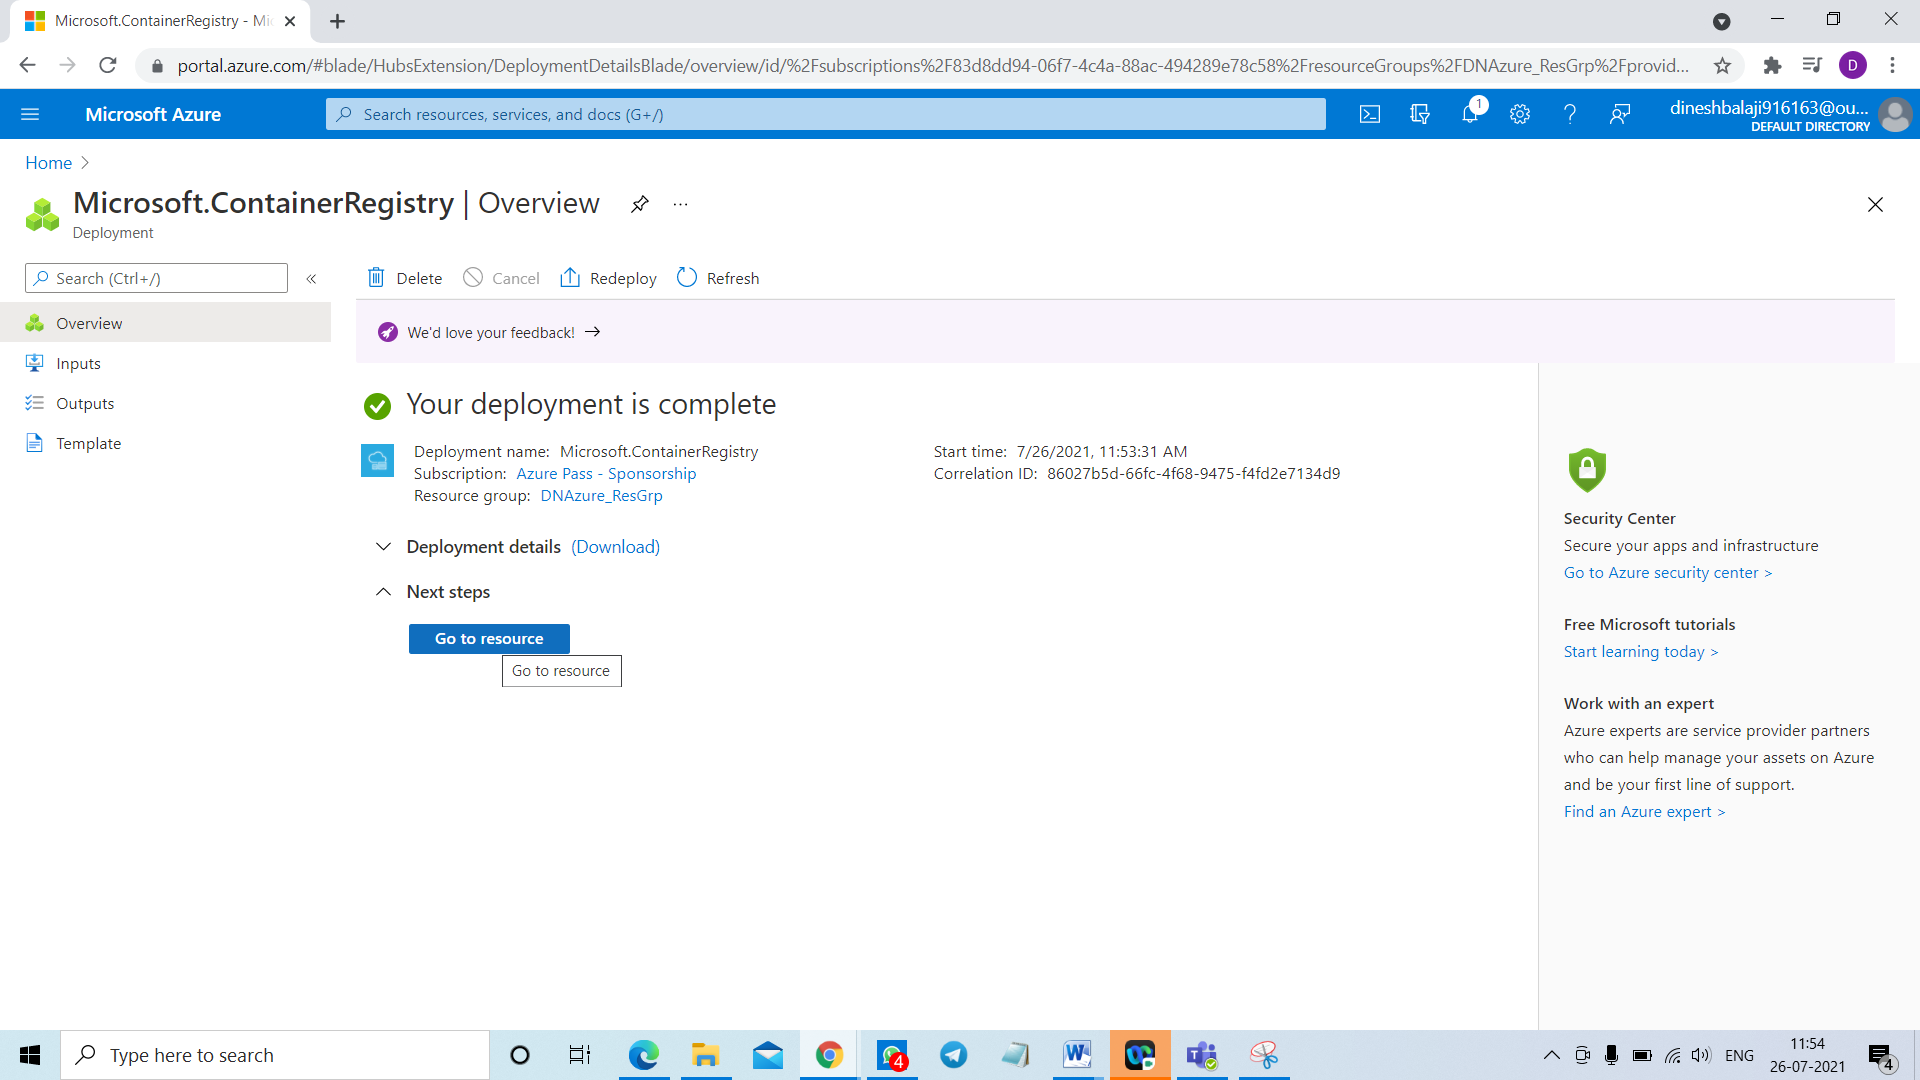 Microsoft.ContainerRegistry - Mic
portal.azure.com/#blade/HubsExtension/DeploymentDetailsBlade/overview/id/%2Fsubscriptions%2F83d8dd94-06f7-4c4a-88ac-494289e78c58%2FresourceGroups%2FDNAzure_ResGrp%2Fprovid...
D
Microsoft Azure
Search resources, services, and docs (G+/)
1
dineshbalaji916163@ou...
DEFAULT DIRECTORY
Home
Microsoft.ContainerRegistry | Overview
Deployment
Search (Ctrl+/)
Delete
Cancel
Redeploy
Refresh
Overview
Inputs
Outputs
Template
We'd love your feedback! →
Your deployment is complete
Deployment name: Microsoft.ContainerRegistry
Subscription: Azure Pass - Sponsorship
Resource group: DNAzure_ResGrp
Start time: 7/26/2021, 11:53:31 AM
Correlation ID: 86027b5d-66fc-4f68-9475-f4fd2e7134d9
Deployment details (Download)
Next steps
Go to resource
Go to resource
Security Center
Secure your apps and infrastructure
Go to Azure security center >
Free Microsoft tutorials
Start learning today >
Work with an expert
Azure experts are service provider partners
who can help manage your assets on Azure
and be your first line of support.
Find an Azure expert >
Type here to search
4
ENG
11:54
26-07-2021
4